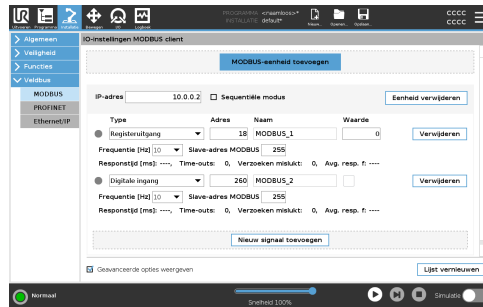 PROGRAMMA <naamloos>*
INSTALLATIE default*
CCCC
CCCC
Uitvoeren Programma Installatie Bewegen I/O Logboek Nieuw... Openen... Opslaan...
Algemeen
Veiligheid
Functies
Veldbus
MODBUS
PROFINET
Ethernet/IP
IO-instellingen MODBUS client
MODBUS-eenheid toevoegen
IP-adres 10.0.0.2 Sequentiële modus Eenheid verwijderen
Type Adres Naam Waarde
Registeruitgang 18 MODBUS_1 0 Verwijderen
Frequentie [Hz] 10 Slave-adres MODBUS 255
Responstijd [ms]: ----, Time-outs: 0, Verzoeken mislukt: 0, Avg. resp. f: ----
Digitale ingang 260 MODBUS_2 Verwijderen
Frequentie [Hz] 10 Slave-adres MODBUS 255
Responstijd [ms]: ----, Time-outs: 0, Verzoeken mislukt: 0, Avg. resp. f: ----
Nieuw signaal toevoegen
Geavanceerde opties weergeven Lijst vernieuwen
Normaal
Snelheid 100%
Simulatie